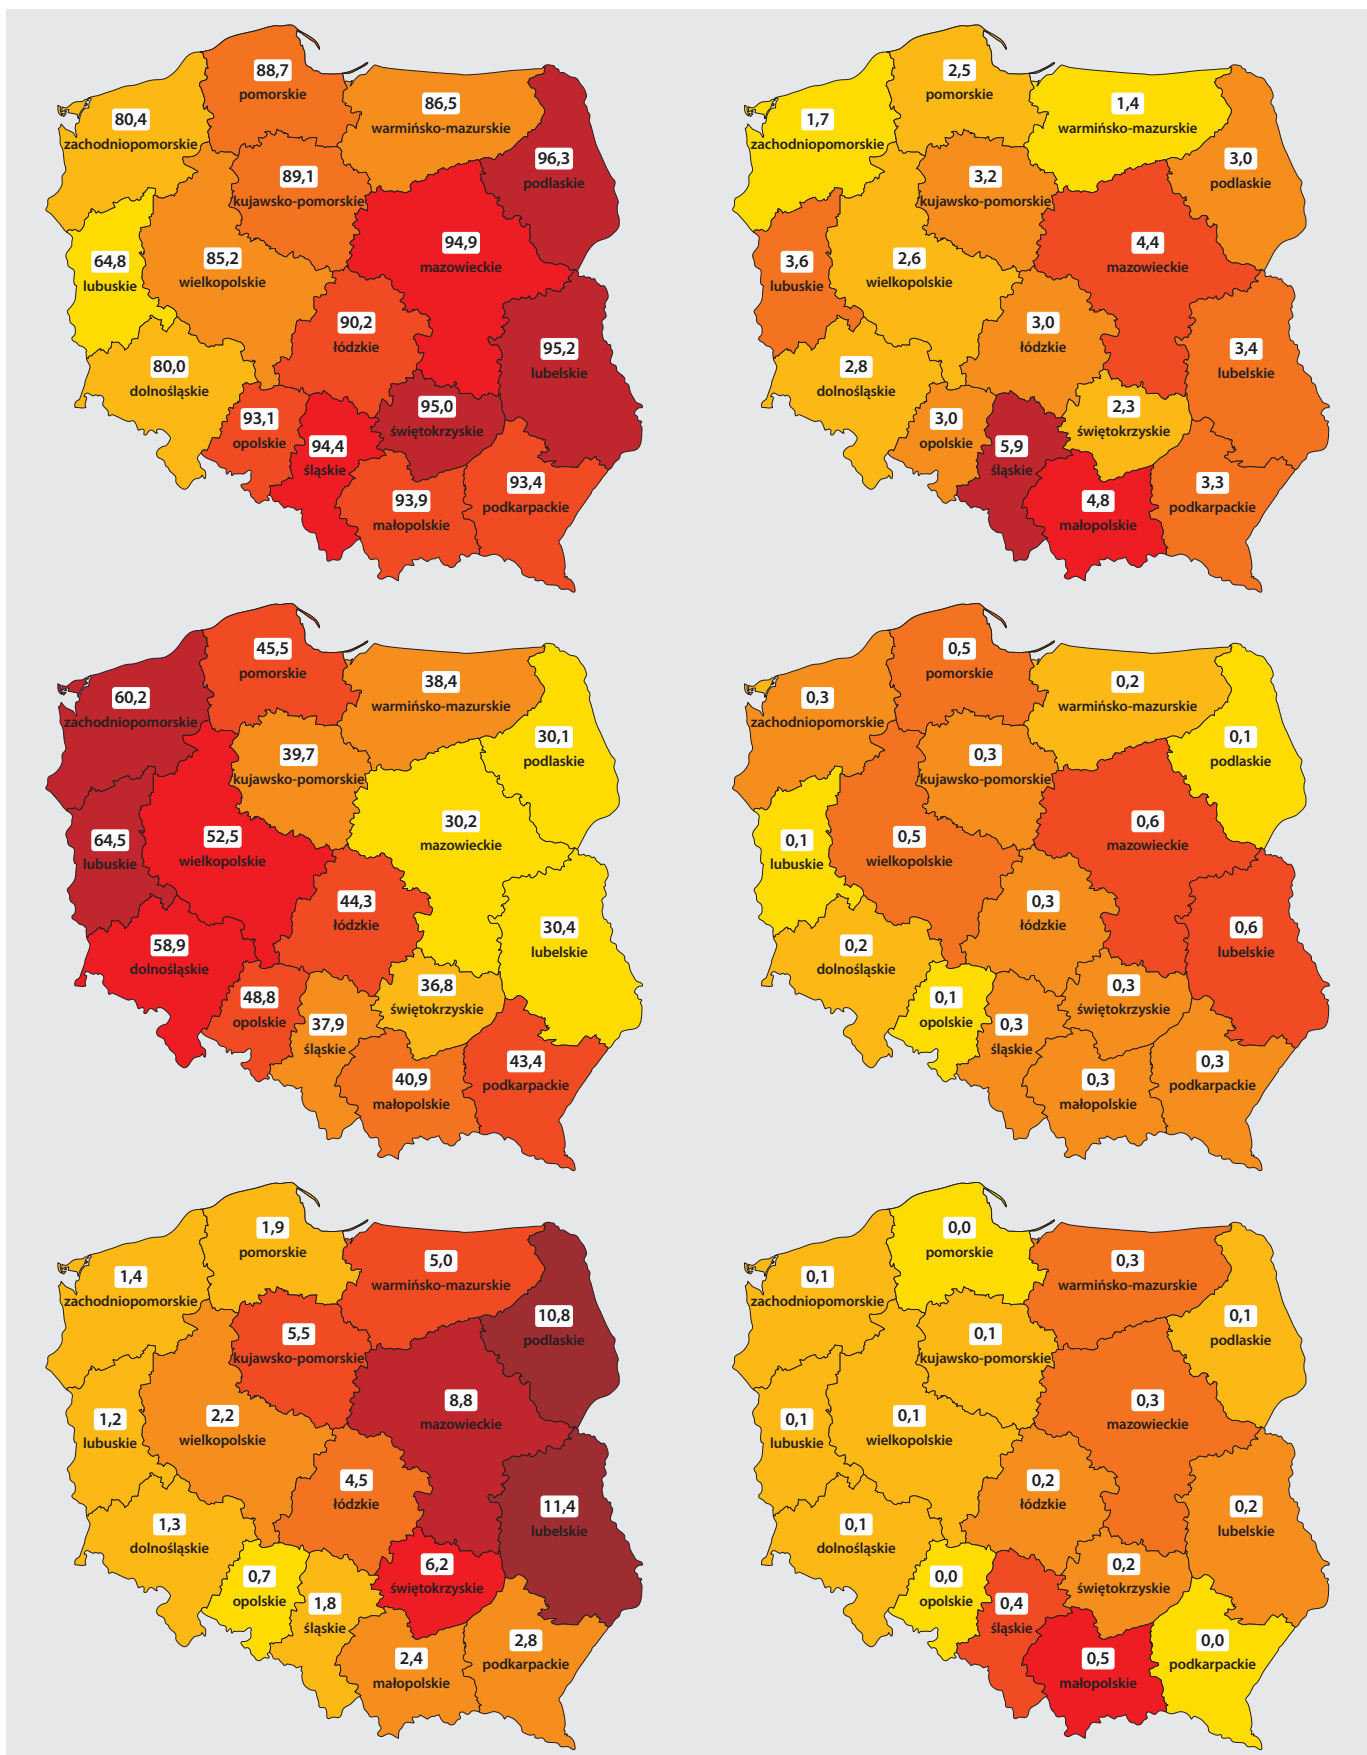 88,7
pomorskie
86,5
warmińsko-mazurskie
80,4
zachodniopomorskie
96,3
podlaskie
89,1
kujawsko-pomorskie
94,9
mazowieckie
64,8
lubuskie
85,2
wielkopolskie
90,2
łódzkie
95,2
lubelskie
80,0
dolnośląskie
95,0
świętokrzyskie
93,1
opolskie
94,4
śląskie
93,4
podkarpackie
93,9
małopolskie
2,5
pomorskie
1,4
warmińsko-mazurskie
1,7
zachodniopomorskie
3,0
podlaskie
3,2
kujawsko-pomorskie
4,4
mazowieckie
3,6
lubuskie
2,6
wielkopolskie
3,0
łódzkie
3,4
lubelskie
2,8
dolnośląskie
2,3
świętokrzyskie
3,0
opolskie
5,9
śląskie
3,3
podkarpackie
4,8
małopolskie
45,5
pomorskie
38,4
warmińsko-mazurskie
60,2
zachodniopomorskie
30,1
podlaskie
39,7
kujawsko-pomorskie
30,2
mazowieckie
64,5
lubuskie
52,5
wielkopolskie
44,3
łódzkie
30,4
lubelskie
58,9
dolnośląskie
36,8
świętokrzyskie
48,8
opolskie
37,9
śląskie
43,4
podkarpackie
40,9
małopolskie
0,5
pomorskie
0,2
warmińsko-mazurskie
0,3
zachodniopomorskie
0,1
podlaskie
0,3
kujawsko-pomorskie
0,6
mazowieckie
0,1
lubuskie
0,5
wielkopolskie
0,3
łódzkie
0,6
lubelskie
0,2
dolnośląskie
0,3
świętokrzyskie
0,1
opolskie
0,3
śląskie
0,3
podkarpackie
0,3
małopolskie
1,9
pomorskie
5,0
warmińsko-mazurskie
1,4
zachodniopomorskie
10,8
podlaskie
5,5
kujawsko-pomorskie
8,8
mazowieckie
1,2
lubuskie
2,2
wielkopolskie
4,5
łódzkie
11,4
lubelskie
1,3
dolnośląskie
6,2
świętokrzyskie
0,7
opolskie
1,8
śląskie
2,8
podkarpackie
2,4
małopolskie
0,0
pomorskie
0,3
warmińsko-mazurskie
0,1
zachodniopomorskie
0,1
podlaskie
0,1
kujawsko-pomorskie
0,3
mazowieckie
0,1
lubuskie
0,1
wielkopolskie
0,2
łódzkie
0,2
lubelskie
0,1
dolnośląskie
0,2
świętokrzyskie
0,0
opolskie
0,4
śląskie
0,0
podkarpackie
0,5
małopolskie